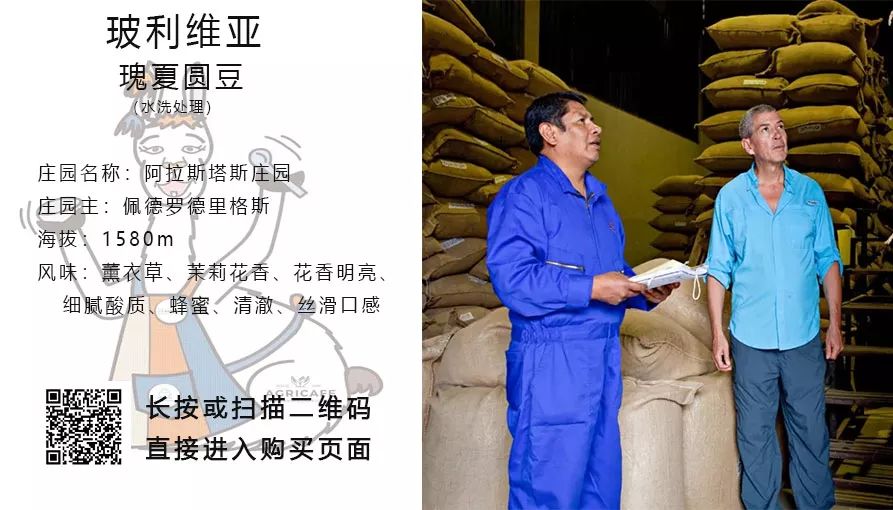 玻利维亚
瑰夏圆豆
(水洗处理)
庄园名称：阿拉斯塔斯庄园
庄园主：佩德罗德里格斯
海拔：1580m
风味：薰衣草、茉莉花香、花香明亮、
细腻酸质、蜂蜜、清澈、丝滑口感
AGRICAFE
长按或扫描二维码
直接进入购买页面